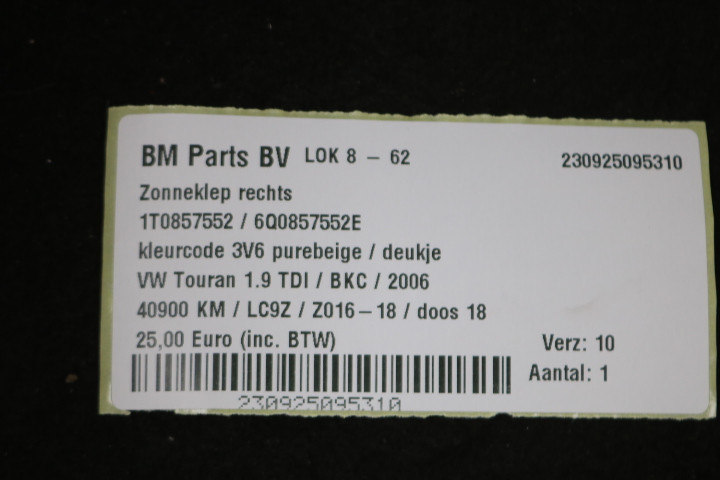 BM Parts BV LOK 8 - 62 230925095310
Zonneklep rechts
1T0857552 / 6Q0857552E
kleurcode 3V6 purebeige / deukje
VW Touran 1.9 TDI / BKC / 2006
40900 KM / LC9Z / Z016-18 / doos 18
25,00 Euro (inc. BTW) Verz: 10
Aantal: 1
230925095310